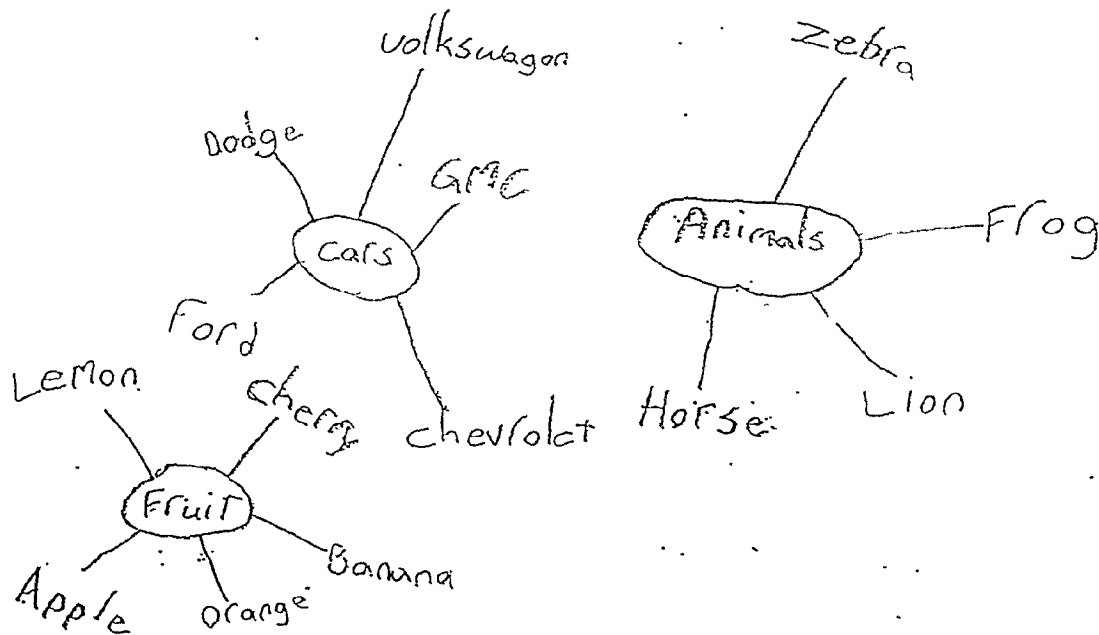 Volkswagon
Zebra
Dodge
GMC
Cars
Animals
Frog
Ford
Lemon
Cherry
Chevrolet
Horse
Lion
Fruit
Banana
Apple
Orange